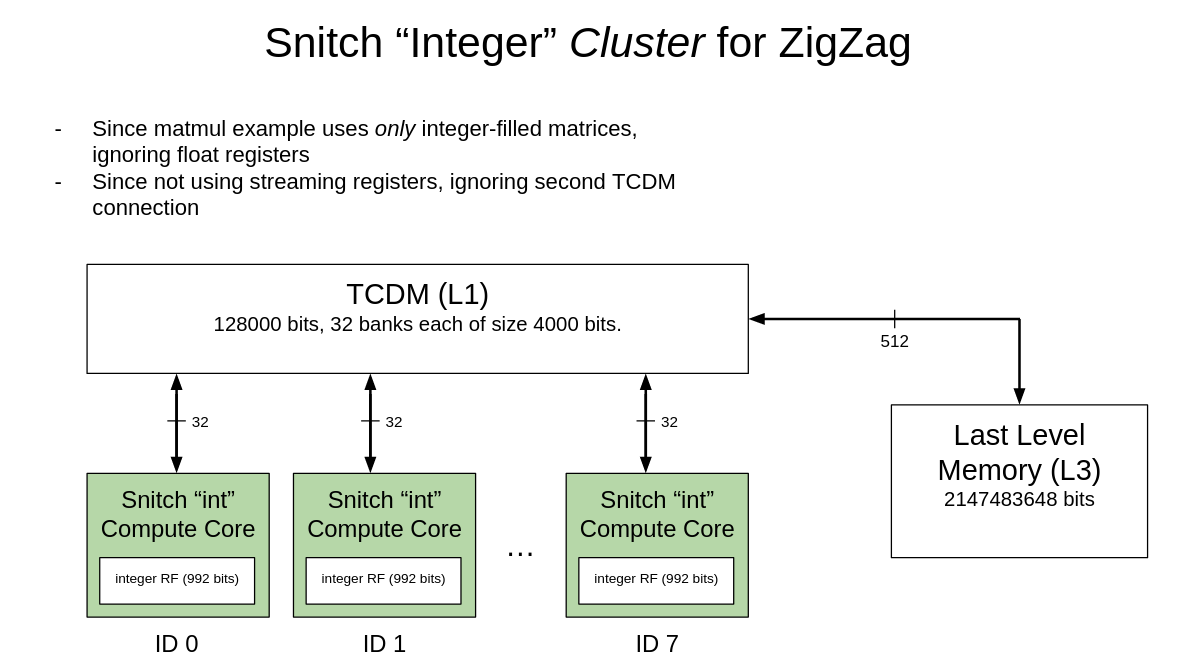 Snitch “Integer” Cluster for ZigZag
- Since matmul example uses only integer-filled matrices,
ignoring float registers
- Since not using streaming registers, ignoring second TCDM
connection
TCDM (L1)
128000 bits, 32 banks each of size 4000 bits.
512
32
32
32
Last Level
Memory (L3)
2147483648 bits
Snitch “int”
Compute Core
integer RF (992 bits)
ID 0
Snitch “int”
Compute Core
integer RF (992 bits)
ID 1
...
Snitch “int”
Compute Core
integer RF (992 bits)
ID 7